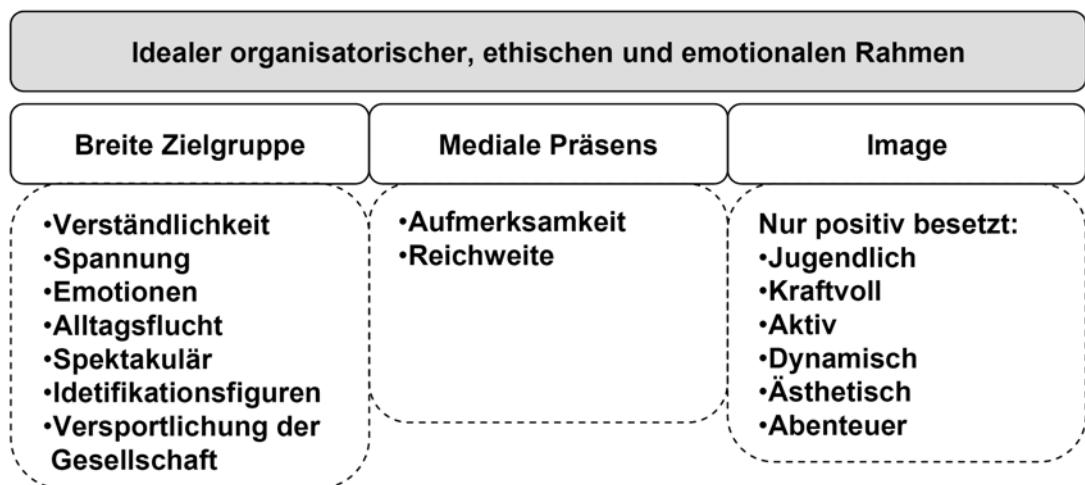 Idealer organisatorischer, ethischen und emotionalen Rahmen
Breite Zielgruppe
•Verständlichkeit
•Spannung
•Emotionen
•Alltagsflucht
•Spektakulär
•Idetifikationsfiguren
•Versportlichung der
Gesellschaft
Mediale Präsens
•Aufmerksamkeit
•Reichweite
Image
Nur positiv besetzt:
•Jugendlich
•Kraftvoll
•Aktiv
•Dynamisch
•Ästhetisch
•Abenteuer